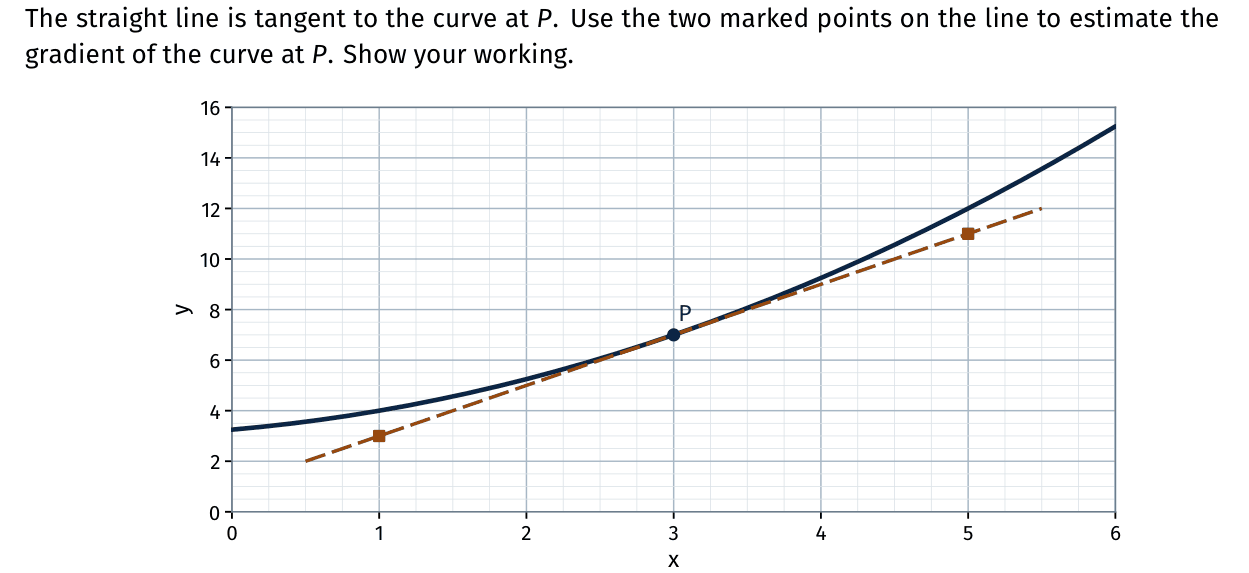 The straight line is tangent to the curve at P. Use the two marked points on the line to estimate the
gradient of the curve at P. Show your working.
16
14
12
10
8
6
4
2
0
y
P
0 1 2 3 4 5 6
x